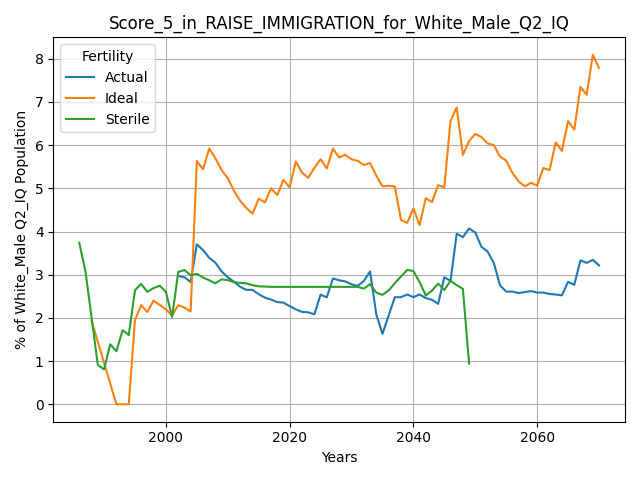 Score_5_in_RAISE_IMMIGRATION_for_White_Male_Q2_IQ
Fertility
Actual
Ideal
Sterile
% of White_Male Q2_IQ Population
8
7
6
5
4
3
2
1
0
2000 2020 2040 2060
Years